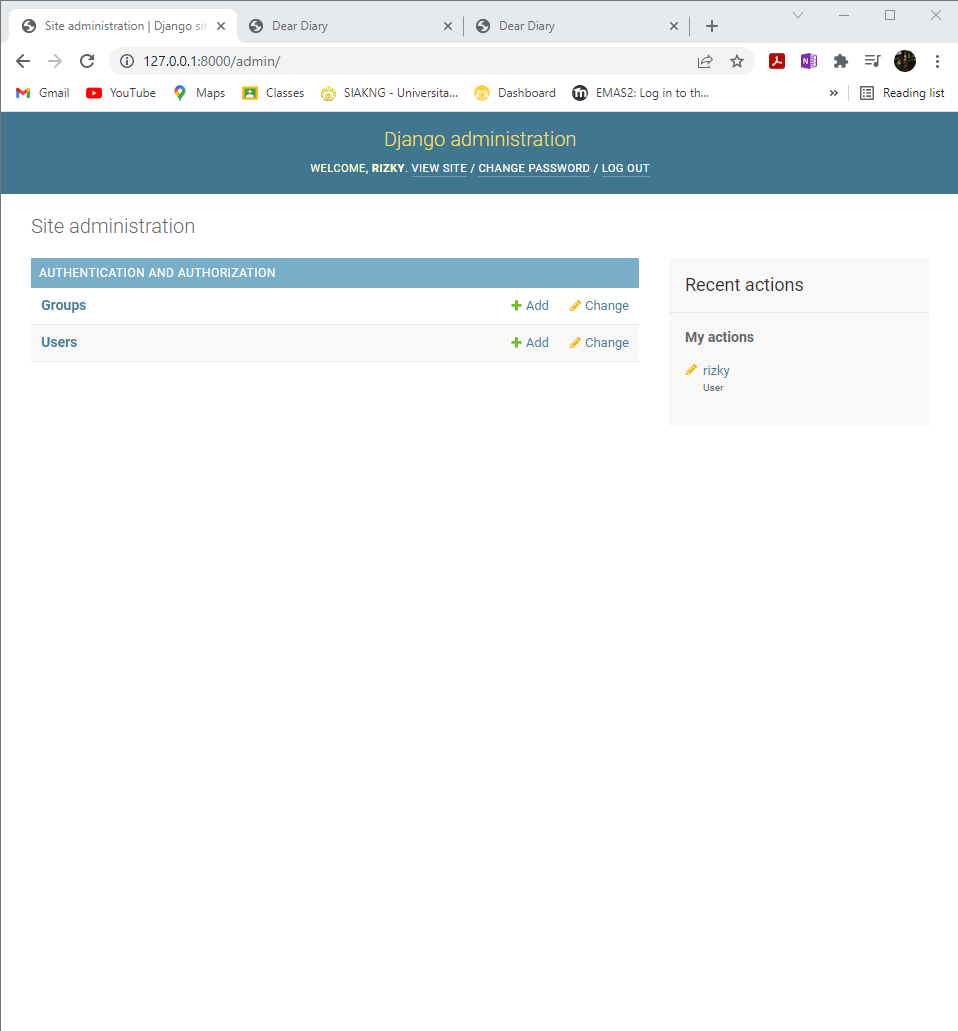 Site administration | Django sit
Dear Diary
Dear Diary
127.0.0.1:8000/admin/
Gmail YouTube Maps Classes SIAKNG - Universita... Dashboard EMAS2: Log in to th... » Reading list
Django administration
WELCOME, RIZKY. VIEW SITE / CHANGE PASSWORD / LOG OUT
Site administration
AUTHENTICATION AND AUTHORIZATION
Groups Add Change
Users Add Change
Recent actions
My actions
rizky
User